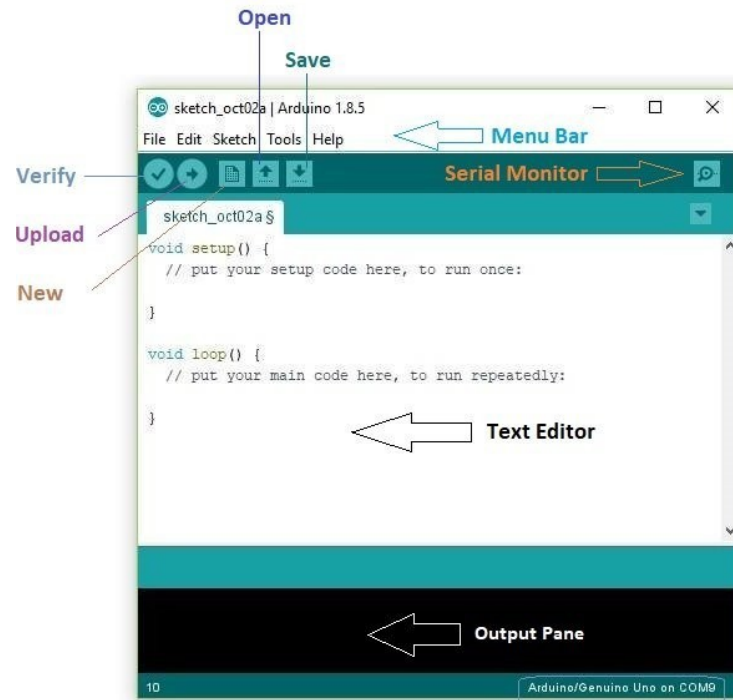 Open
Save
sketch_oct02a | Arduino 1.8.5
File Edit Sketch Tools Help
Menu Bar
Verify
Serial Monitor
Upload
sketch_oct02a §
New
void setup() {
// put your setup code here, to run once:
}
void loop() {
// put your main code here, to run repeatedly:
}
Text Editor
Output Pane
10
Arduino/Genuino Uno on COM9